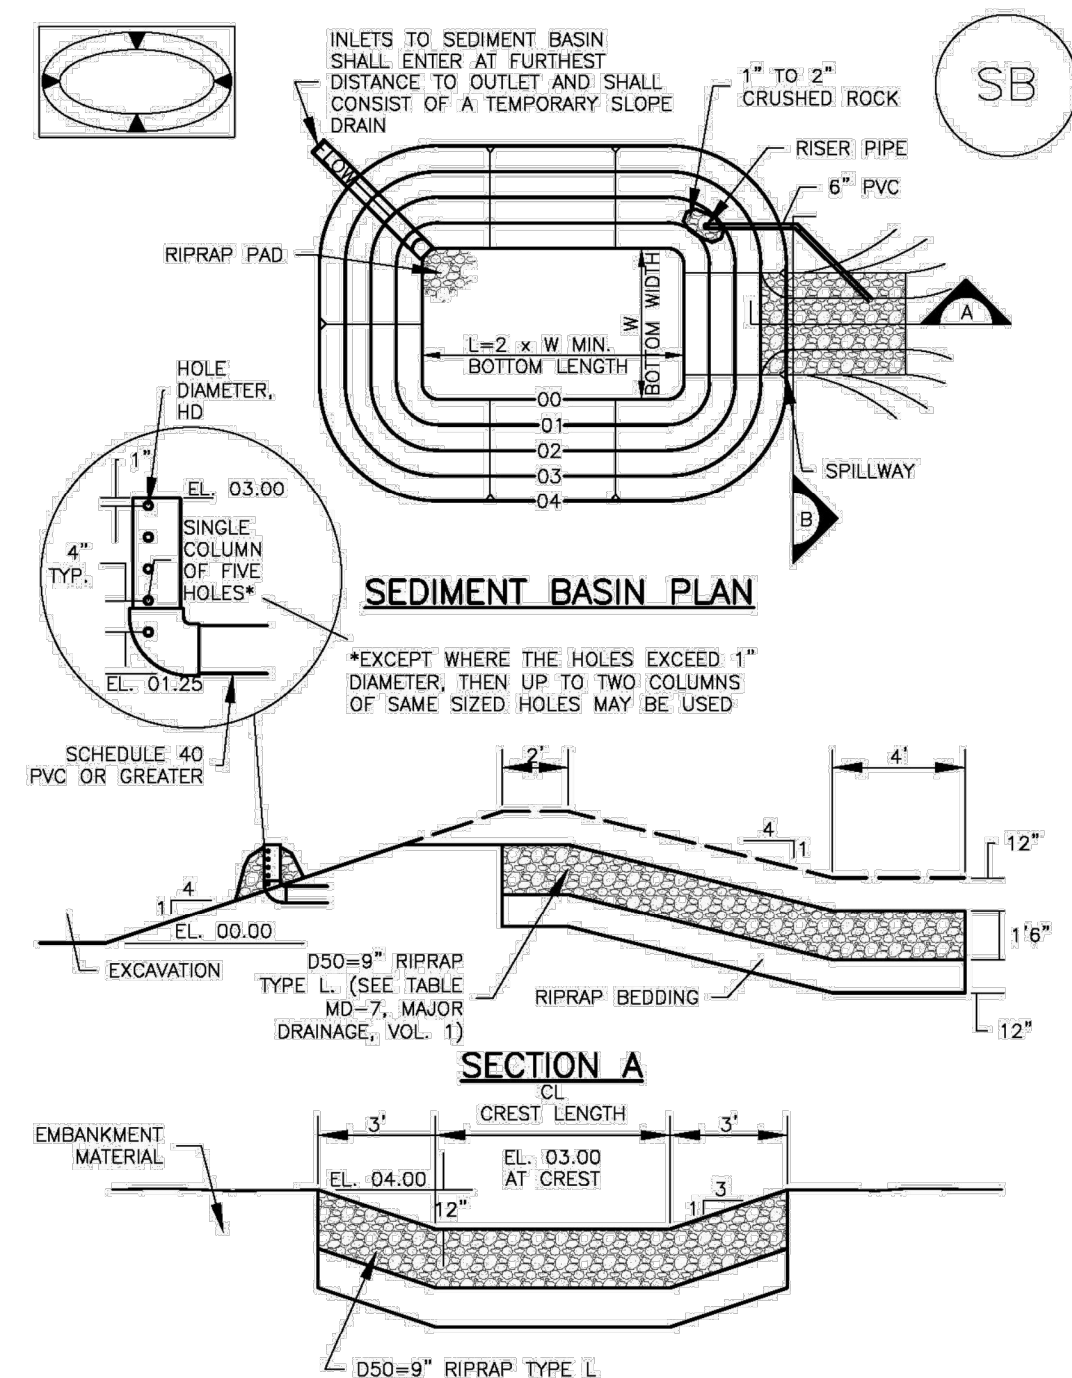 INLETS TO SEDIMENT BASIN
SHALL ENTER AT FURTHEST
DISTANCE TO OUTLET AND SHALL
CONSIST OF A TEMPORARY SLOPE
DRAIN
1" TO 2"
CRUSHED ROCK
SB
RISER PIPE
6" PVC
FLOW
RIPRAP PAD
W
BOTTOM WIDTH
L=2 x W MIN.
BOTTOM LENGTH
A
00
01
02
03
04
SPILLWAY
B
HOLE
DIAMETER,
HD
1"
EL. 03.00
4"
TYP.
SINGLE
COLUMN
OF FIVE
HOLES*
EL. 01.25
SCHEDULE 40
PVC OR GREATER
SEDIMENT BASIN PLAN
*EXCEPT WHERE THE HOLES EXCEED 1"
DIAMETER, THEN UP TO TWO COLUMNS
OF SAME SIZED HOLES MAY BE USED
2'
4'
4
1
12"
4
1
EL. 00.00
EXCAVATION
1'6"
D50=9" RIPRAP
TYPE L. (SEE TABLE
MD-7, MAJOR
DRAINAGE, VOL. 1)
RIPRAP BEDDING
12"
SECTION A
CL
CREST LENGTH
3'
3'
EMBANKMENT
MATERIAL
EL. 04.00
EL. 03.00
AT CREST
12"
3
1
D50=9" RIPRAP TYPE L